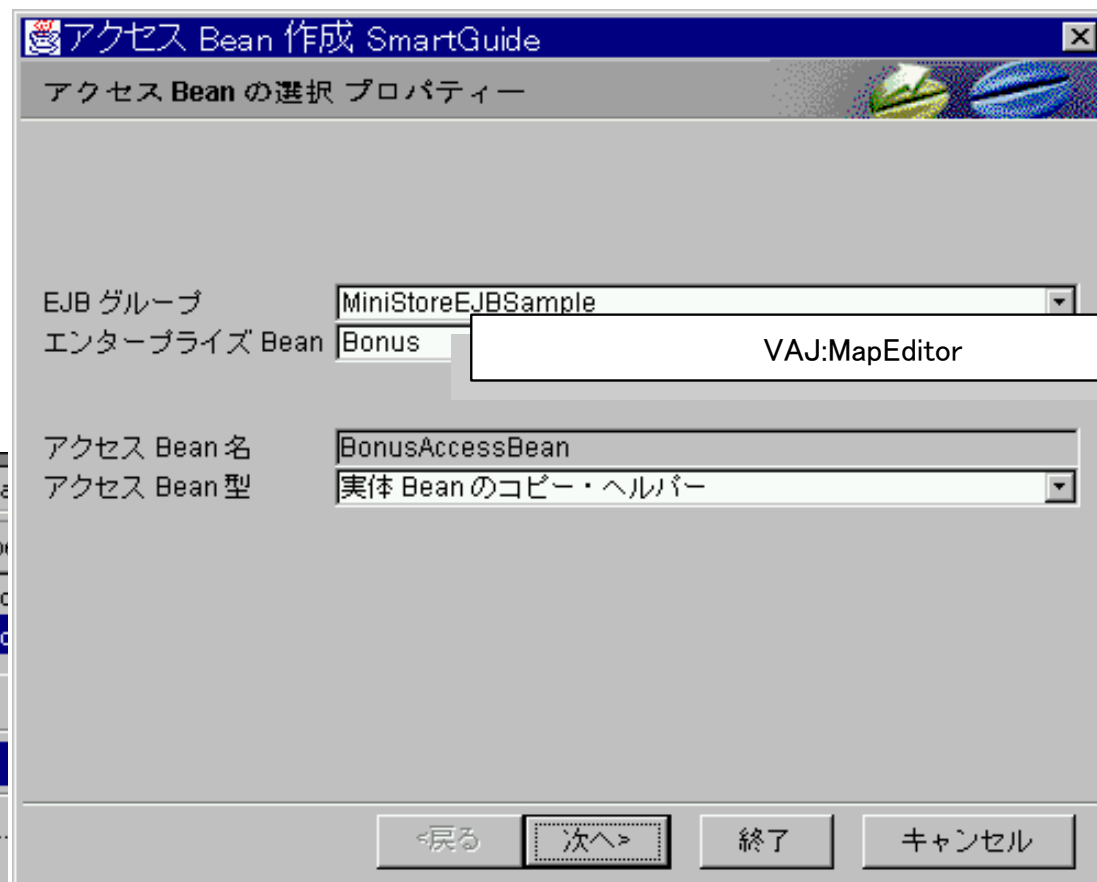 アクセス Bean 作成 SmartGuide
アクセス Bean の選択 プロパティー
EJB グループ
MiniStoreEJBSample
エンタープライズ Bean
Bonus
VAJ:MapEditor
アクセス Bean 名
BonusAccessBean
アクセス Bean 型
実体 Bean のコピー・ヘルパー
<戻る
次へ>
終了
キャンセル